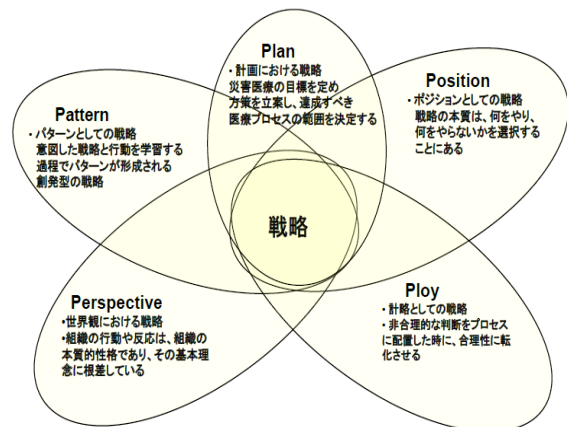 Plan
・計画における戦略
災害医療の目標を定め
方策を立案し、達成すべき
医療プロセスの範囲を決定する
Position
・ポジションとしての戦略
戦略の本質は、何をやり、
何をやらないかを選択する
ことにある
Pattern
・パターンとしての戦略
意図した戦略と行動を学習する
過程でパターンが形成される
創発型の戦略
戦略
Perspective
・世界観における戦略
・組織の行動や反応は、組織の
本質的性格であり、その基本理
念に根差している
Ploy
・計略としての戦略
・非合理的な判断をプロセス
に配置した時に、合理性に転
化させる